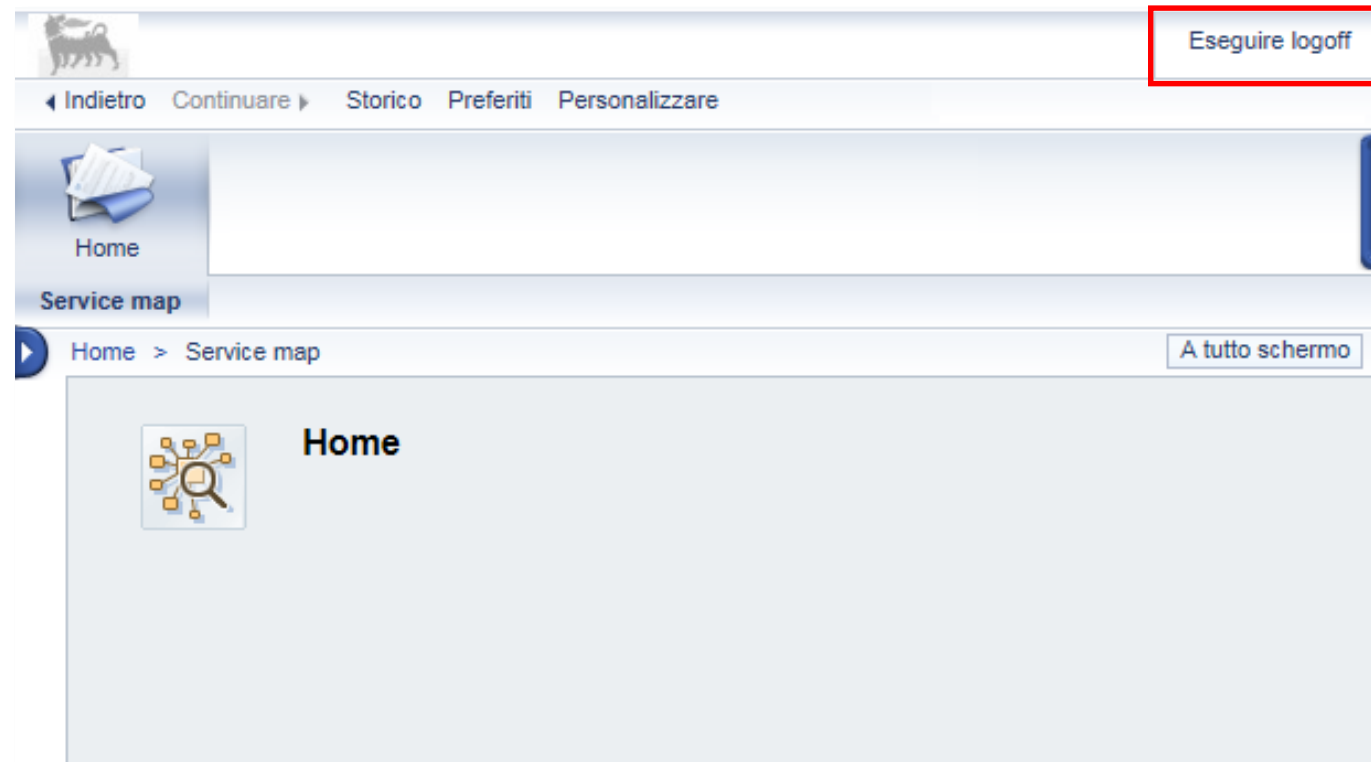 Eseguire logoff
Indietro Continuare Storico Preferiti Personalizzare
Home
Service map
Home > Service map
A tutto schermo
Home